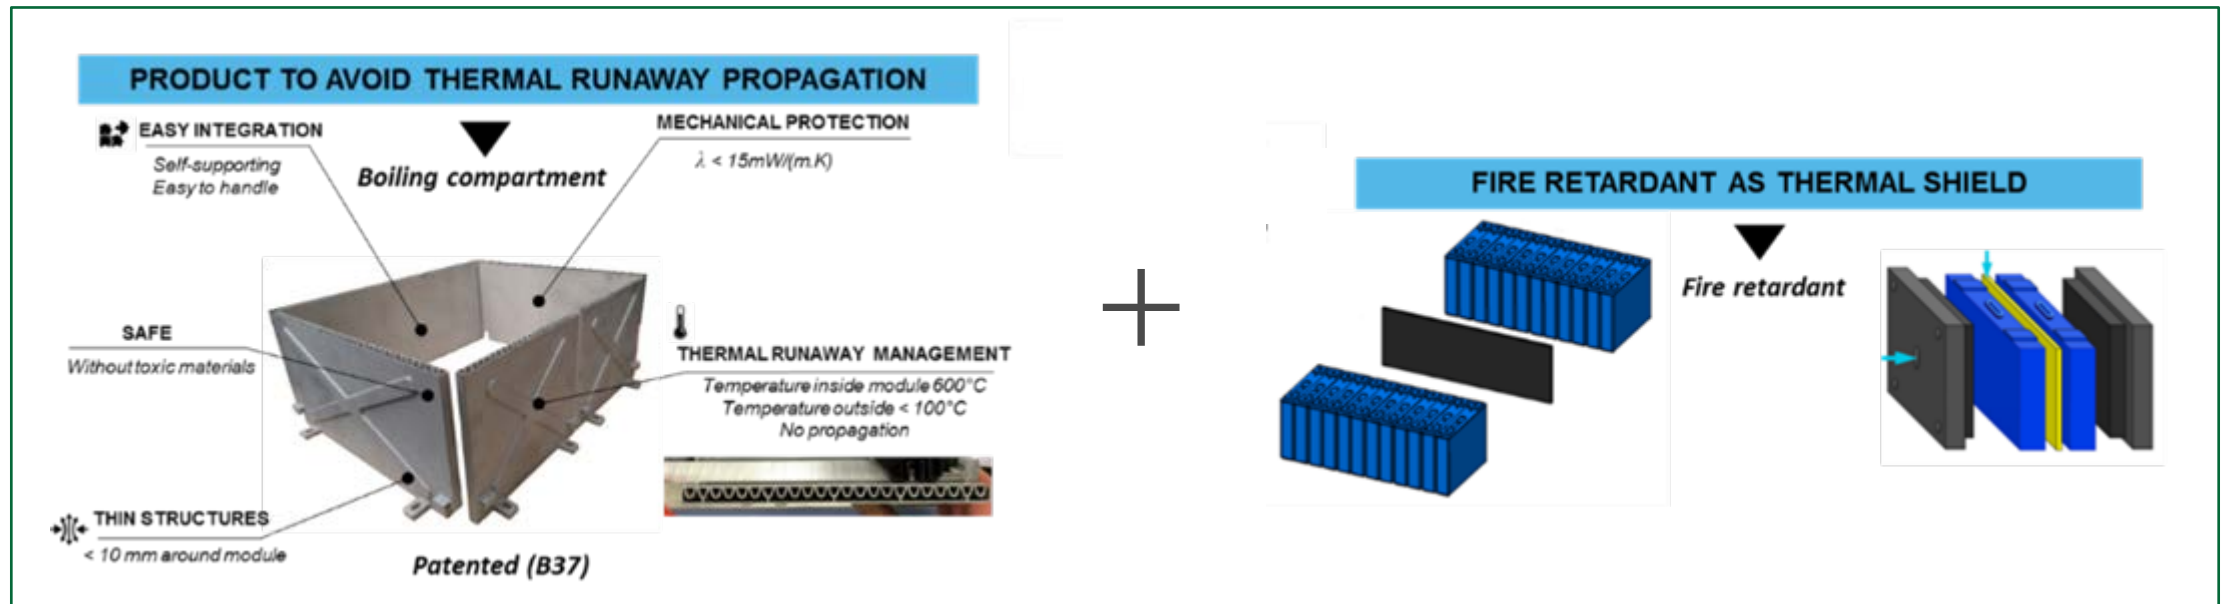 PRODUCT TO AVOID THERMAL RUNAWAY PROPAGATION
EASY INTEGRATION
Self-supporting
Easy to handle
Boiling compartment
MECHANICAL PROTECTION
λ < 15mW/(m.K)
SAFE
Without toxic materials
THERMAL RUNAWAY MANAGEMENT
Temperature inside module 600°C
Temperature outside < 100°C
No propagation
THIN STRUCTURES
< 10 mm around module
Patented (B37)
+
FIRE RETARDANT AS THERMAL SHIELD
Fire retardant